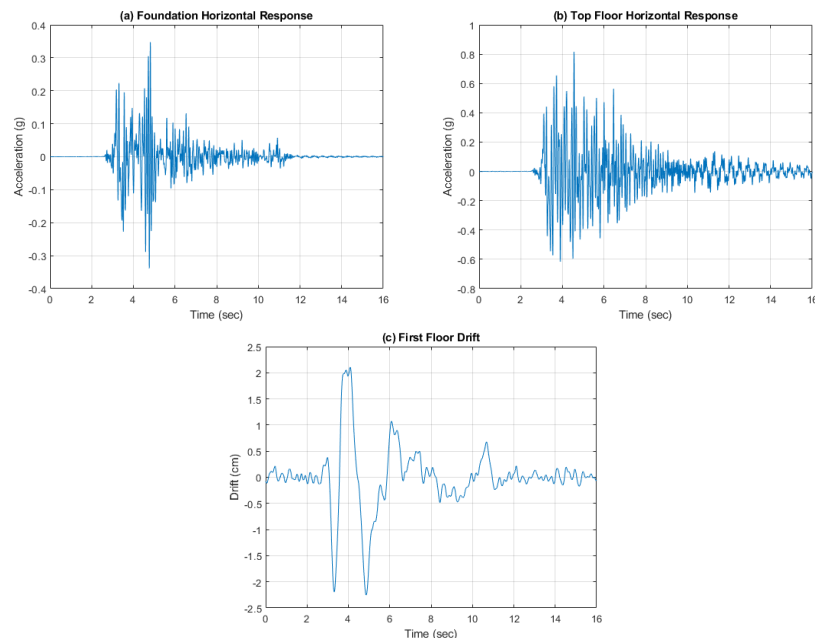 (a) Foundation Horizontal Response
0.4
0.3
0.2
0.1
0
-0.1
-0.2
-0.3
-0.4
Acceleration (g)
0 2 4 6 8 10 12 14 16
Time (sec)
(b) Top Floor Horizontal Response
1
0.8
0.6
0.4
0.2
0
-0.2
-0.4
-0.6
-0.8
Acceleration (g)
0 2 4 6 8 10 12 14 16
Time (sec)
(c) First Floor Drift
2.5
2
1.5
1
0.5
0
-0.5
-1
-1.5
-2
-2.5
Drift (cm)
0 2 4 6 8 10 12 14 16
Time (sec)